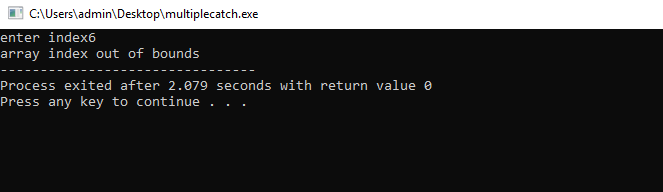 C:\Users\admin\Desktop\multiplecatch.exe
enter index6
array index out of bounds
--------------------------------
Process exited after 2.079 seconds with return value 0
Press any key to continue . . .